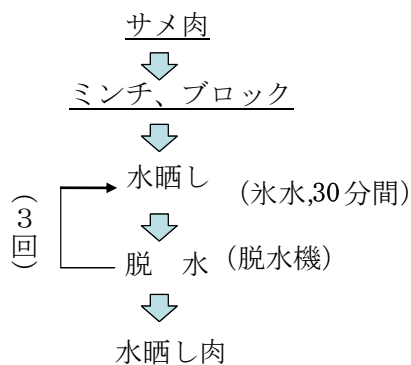 サメ肉
ミンチ、ブロック
水晒し (氷水,30分間)
(3回)
脱 水 (脱水機)
水晒し肉